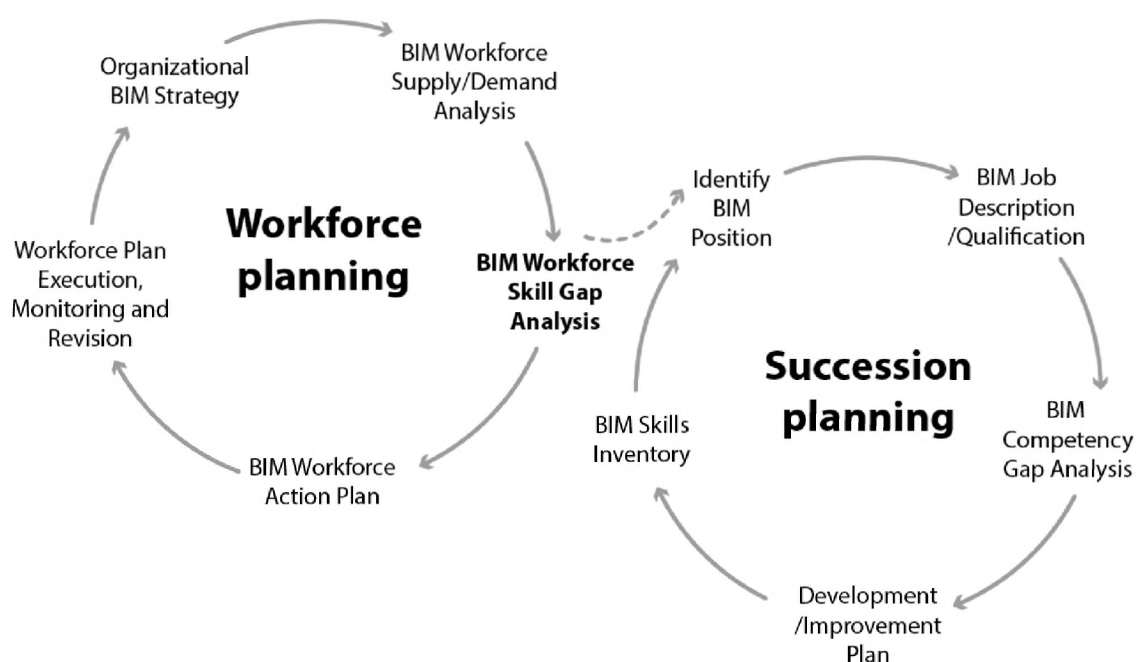 Organizational
BIM Strategy
BIM Workforce
Supply/Demand
Analysis
Workforce
planning
BIM Workforce
Skill Gap
Analysis
Workforce Plan
Execution,
Monitoring and
Revision
BIM Workforce
Action Plan
Identify
BIM
Position
BIM Job
Description
/Qualification
Succession
planning
BIM
Competency
Gap Analysis
BIM Skills
Inventory
Development
/Improvement
Plan